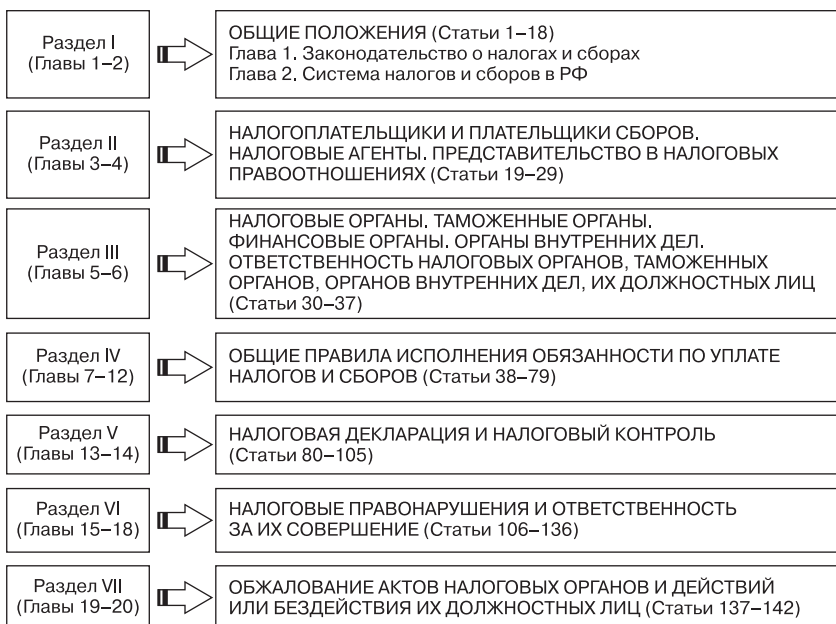 Раздел I
(Главы 1–2)
ОБЩИЕ ПОЛОЖЕНИЯ (Статьи 1–18)
Глава 1. Законодательство о налогах и сборах
Глава 2. Система налогов и сборов в РФ
Раздел II
(Главы 3–4)
НАЛОГОПЛАТЕЛЬЩИКИ И ПЛАТЕЛЬЩИКИ СБОРОВ.
НАЛОГОВЫЕ АГЕНТЫ. ПРЕДСТАВИТЕЛЬСТВО В НАЛОГОВЫХ
ПРАВООТНОШЕНИЯХ (Статьи 19–29)
Раздел III
(Главы 5–6)
НАЛОГОВЫЕ ОРГАНЫ. ТАМОЖЕННЫЕ ОРГАНЫ.
ФИНАНСОВЫЕ ОРГАНЫ. ОРГАНЫ ВНУТРЕННИХ ДЕЛ.
ОТВЕТСТВЕННОСТЬ НАЛОГОВЫХ ОРГАНОВ, ТАМОЖЕННЫХ
ОРГАНОВ, ОРГАНОВ ВНУТРЕННИХ ДЕЛ, ИХ ДОЛЖНОСТНЫХ ЛИЦ
(Статьи 30–37)
Раздел IV
(Главы 7–12)
ОБЩИЕ ПРАВИЛА ИСПОЛНЕНИЯ ОБЯЗАННОСТИ ПО УПЛАТЕ
НАЛОГОВ И СБОРОВ (Статьи 38–79)
Раздел V
(Главы 13–14)
НАЛОГОВАЯ ДЕКЛАРАЦИЯ И НАЛОГОВЫЙ КОНТРОЛЬ
(Статьи 80–105)
Раздел VI
(Главы 15–18)
НАЛОГОВЫЕ ПРАВОНАРУШЕНИЯ И ОТВЕТСТВЕННОСТЬ
ЗА ИХ СОВЕРШЕНИЕ (Статьи 106–136)
Раздел VII
(Главы 19–20)
ОБЖАЛОВАНИЕ АКТОВ НАЛОГОВЫХ ОРГАНОВ И ДЕЙСТВИЙ
ИЛИ БЕЗДЕЙСТВИЯ ИХ ДОЛЖНОСТНЫХ ЛИЦ (Статьи 137–142)